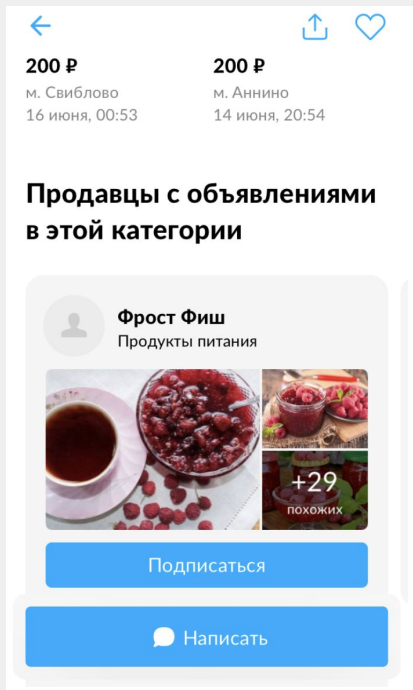 200 ₽
м. Свиблово
16 июня, 00:53
200 ₽
м. Аннино
14 июня, 20:54
Продавцы с объявлениями
в этой категории
Фрост Фиш
Продукты питания
+29
похожих
Подписаться
Написать